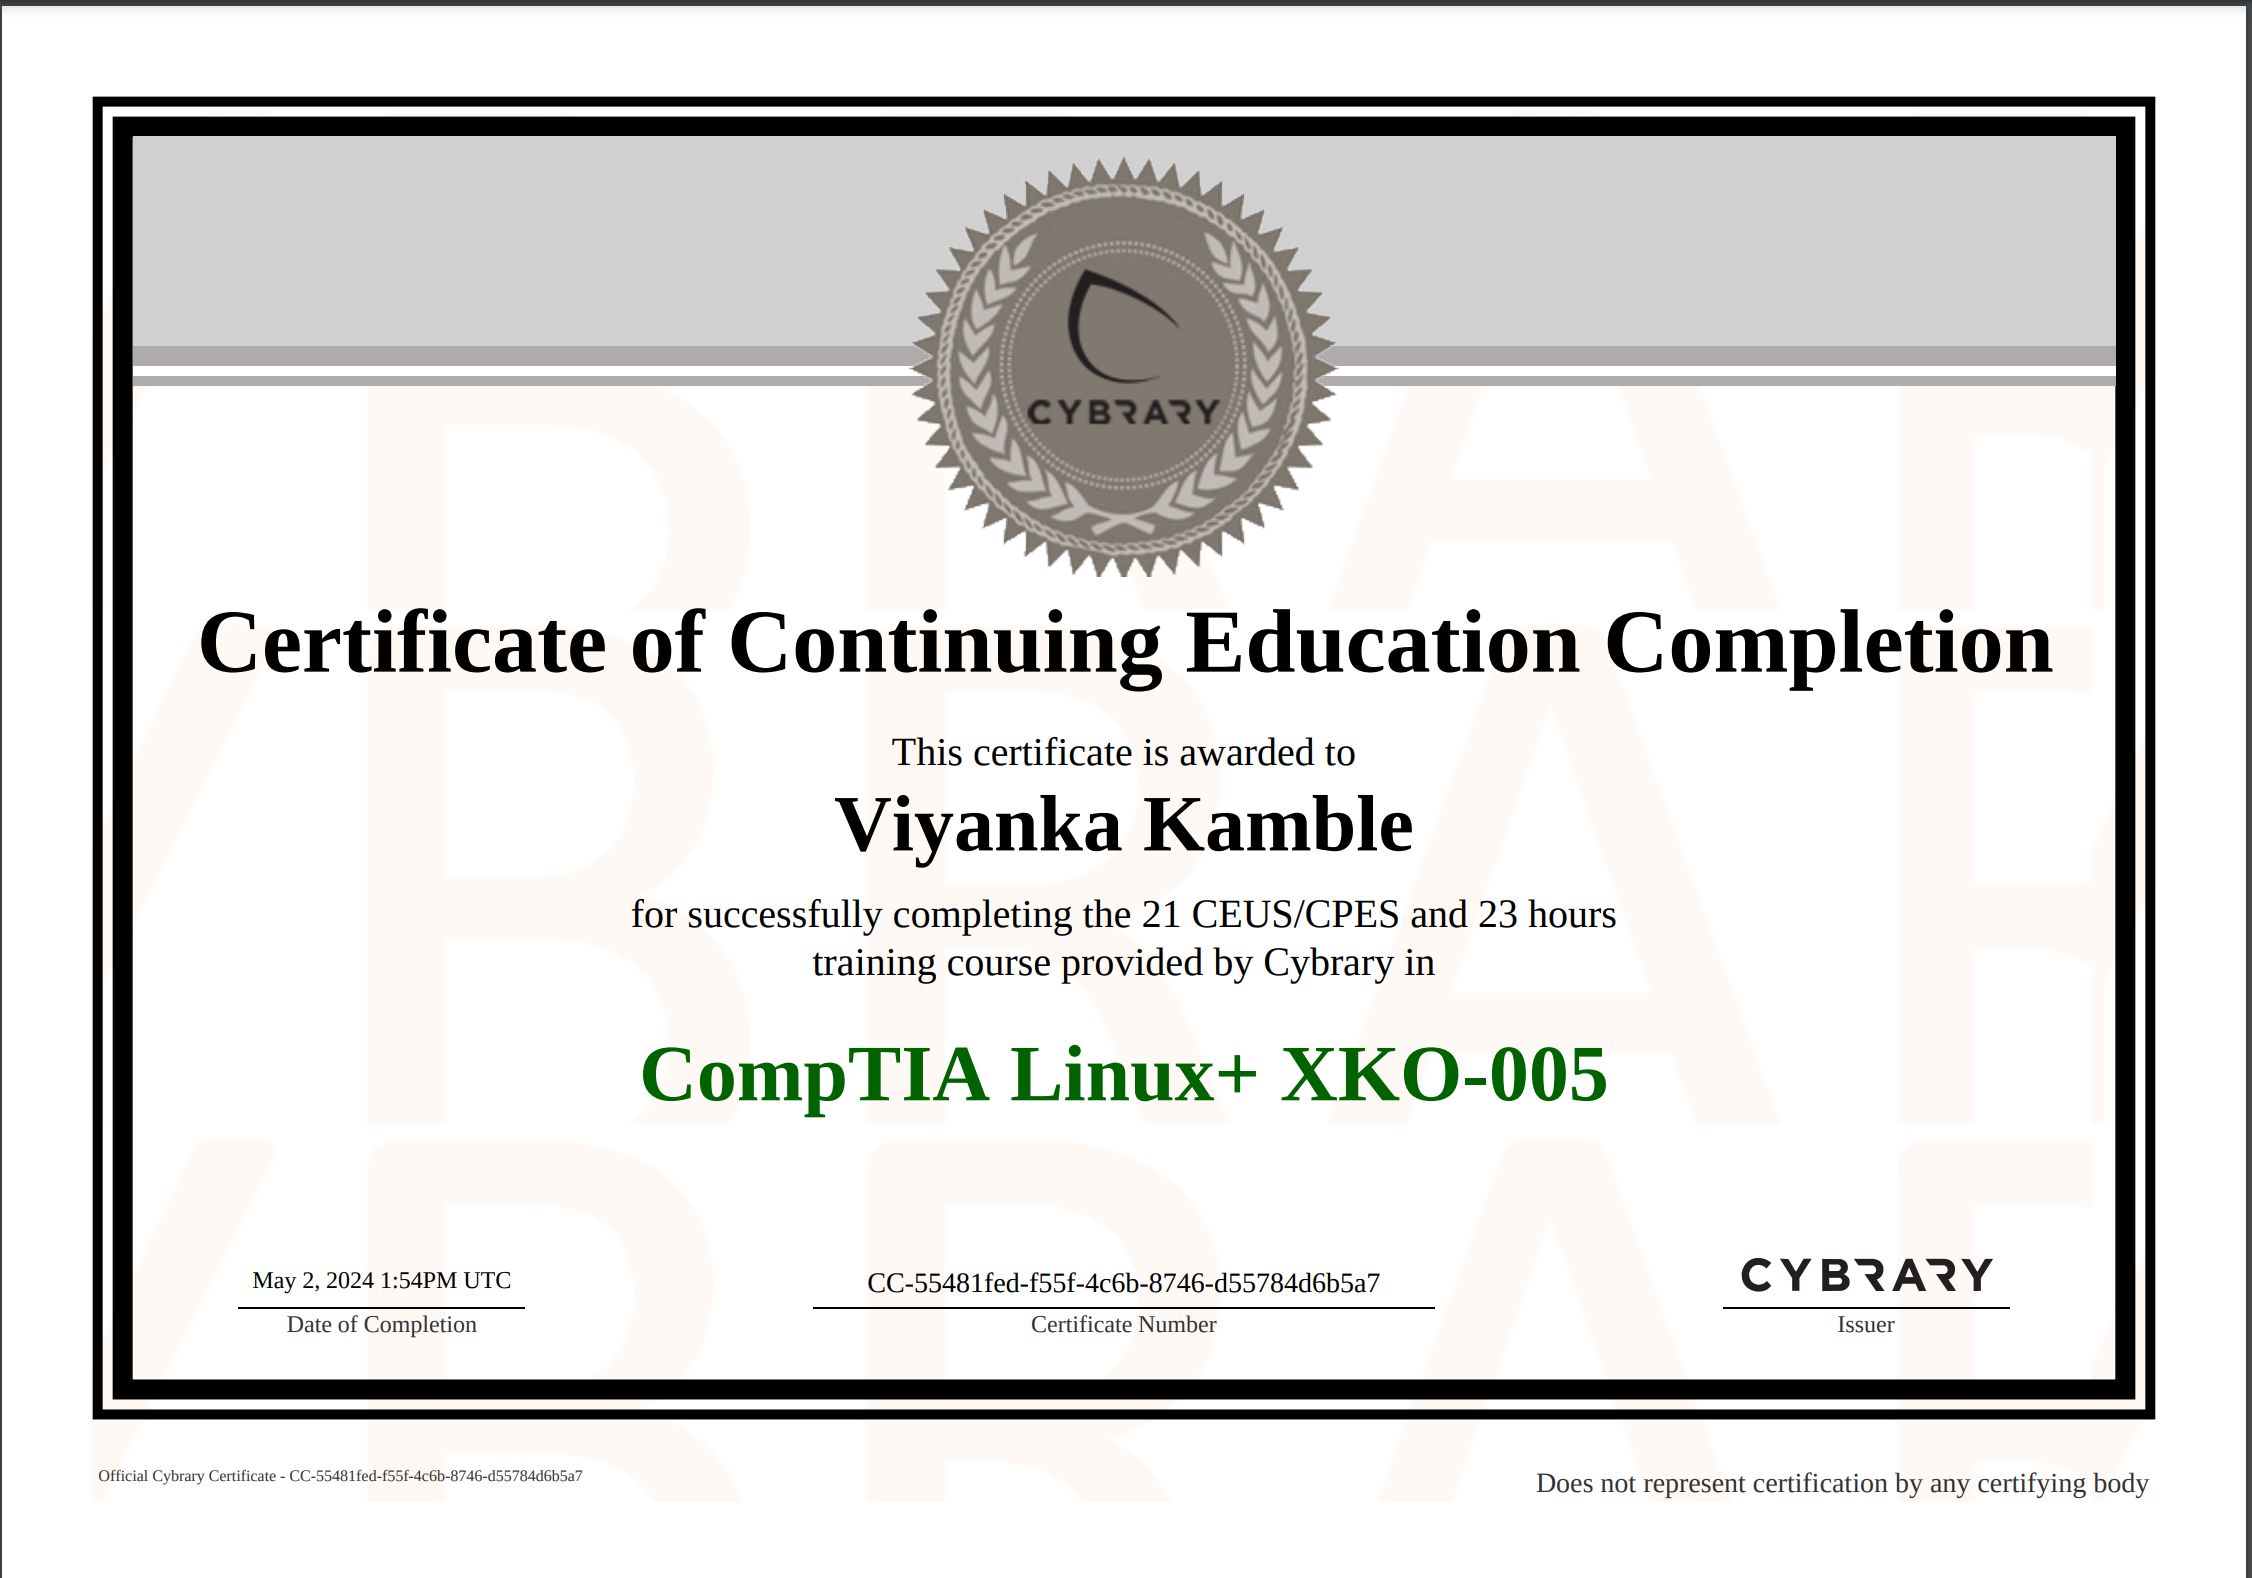 CYBRARY
Certificate of Continuing Education Completion
This certificate is awarded to
Viyanka Kamble
for successfully completing the 21 CEUS/CPES and 23 hours
training course provided by Cybrary in
CompTIA Linux+ XKO-005
May 2, 2024 1:54PM UTC
Date of Completion
CC-55481fed-f55f-4c6b-8746-d55784d6b5a7
Certificate Number
CYBRARY
Issuer
Official Cybrary Certificate - CC-55481fed-f55f-4c6b-8746-d55784d6b5a7
Does not represent certification by any certifying body